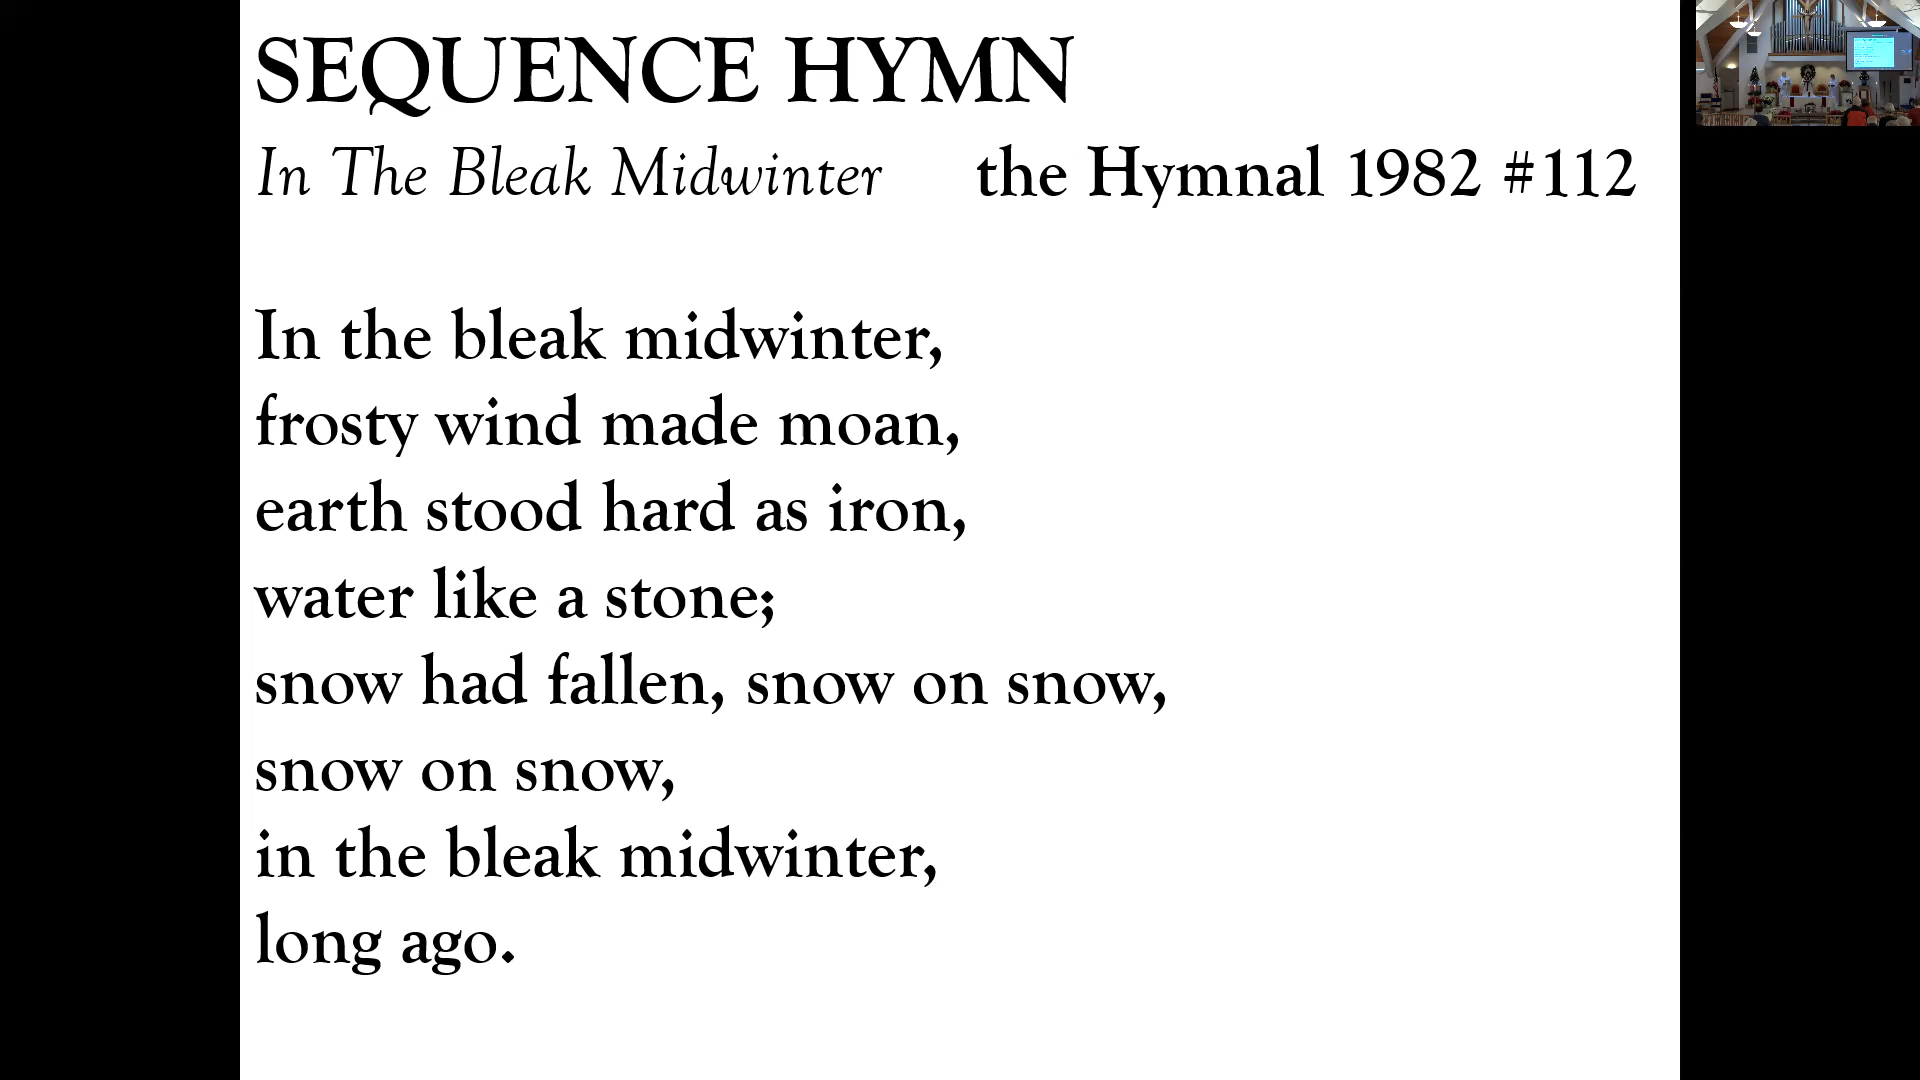 SEQUENCE HYMN
In The Bleak Midwinter the Hymnal 1982 #112
In the bleak midwinter,
frosty wind made moan,
earth stood hard as iron,
water like a stone;
snow had fallen, snow on snow,
snow on snow,
in the bleak midwinter,
long ago.